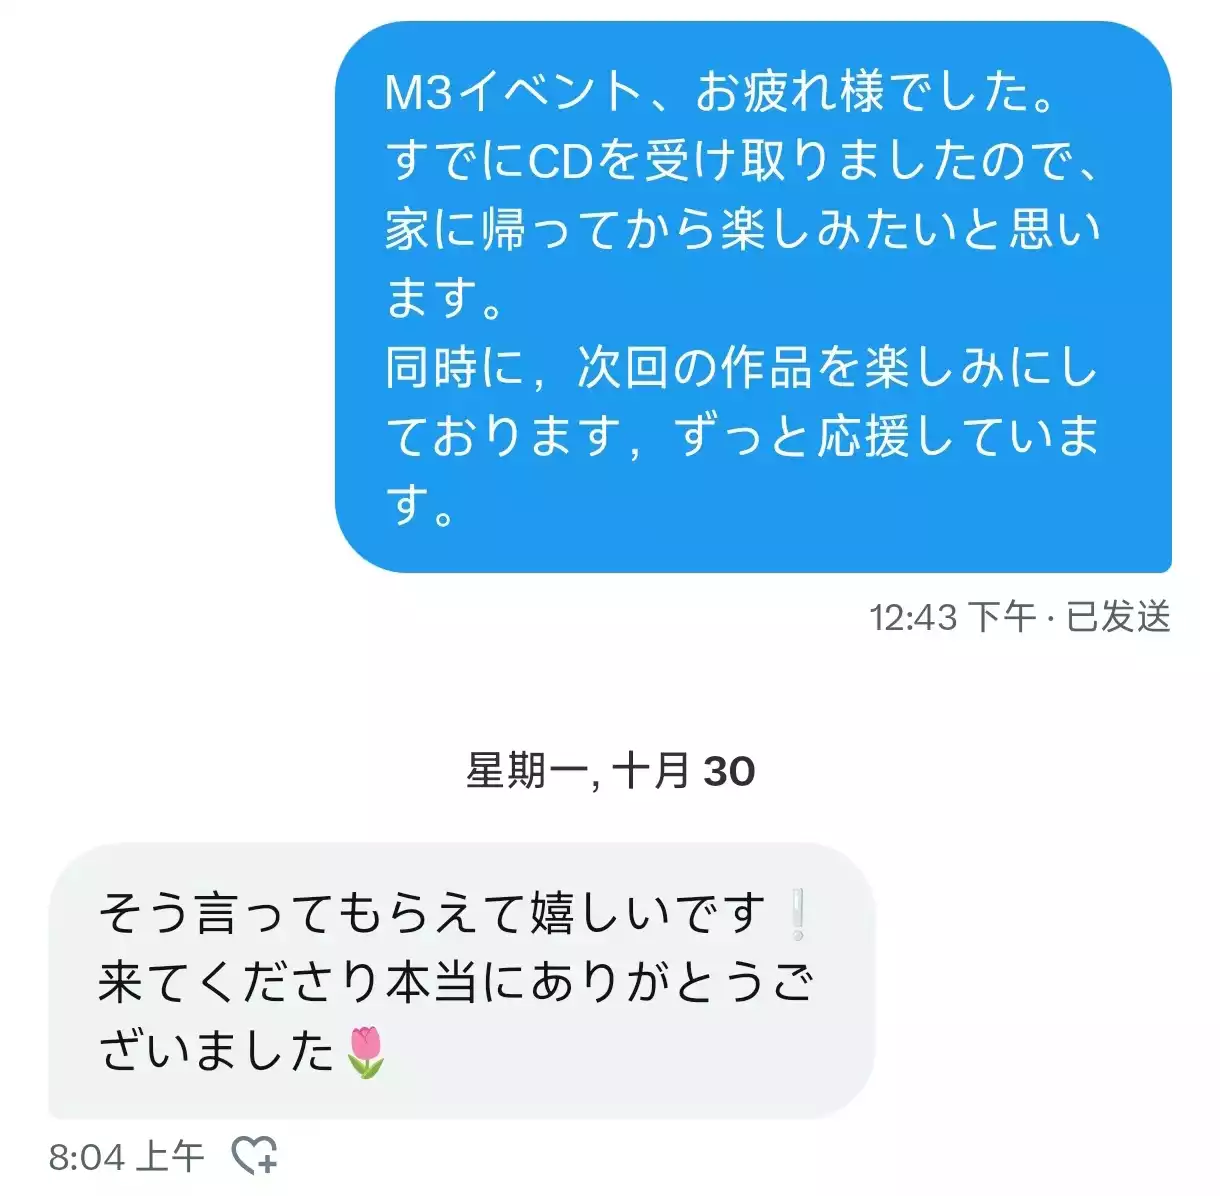 M3イベント、お疲れ様でした。
すでにCDを受け取りましたので、
家に帰ってから楽しみたいと思い
ます。
同時に，次回の作品を楽しみにし
ております，ずっと応援していま
す。
12:43 下午 · 已发送
星期一, 十月 30
そう言ってもらえて嬉しいです❕
来てくださり本当にありがとうご
ざいました🌷
8:04 上午